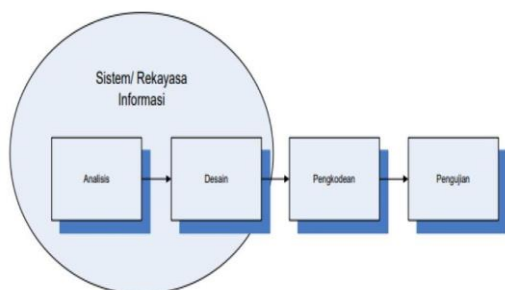 Sistem/ Rekayasa
Informasi
Analisis
Desain
Pengkodean
Pengujian